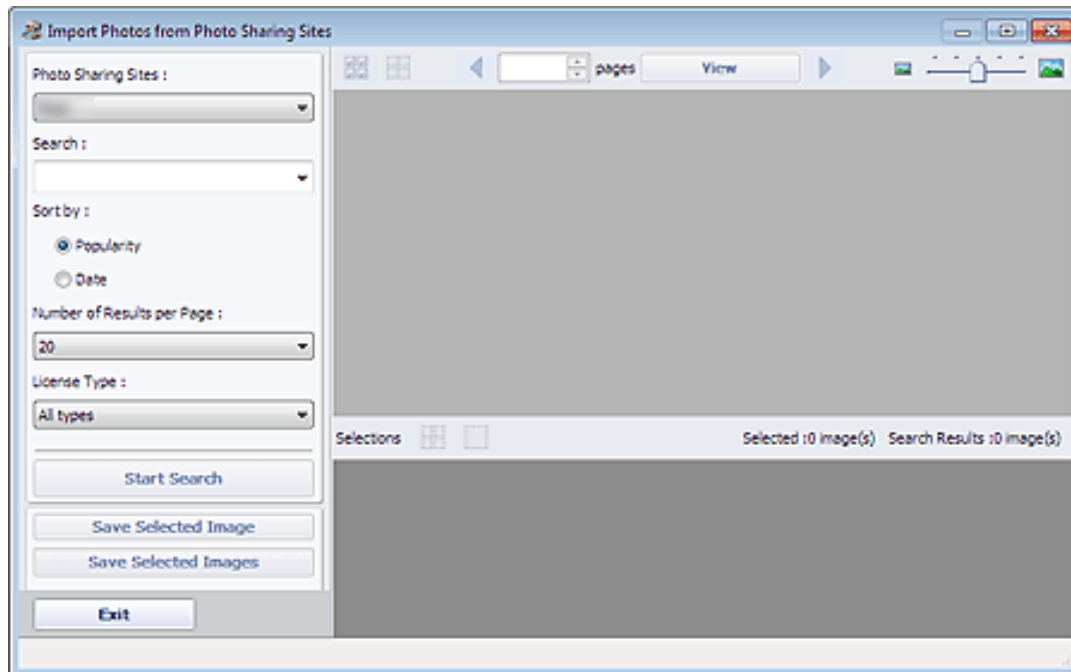 Import Photos from Photo Sharing Sites
Photo Sharing Sites :
Search :
Sort by :
Popularity
Date
Number of Results per Page :
20
License Type :
All types
Start Search
Save Selected Image
Save Selected Images
Exit
pages View
Selections Selected :0 image(s) Search Results :0 image(s)